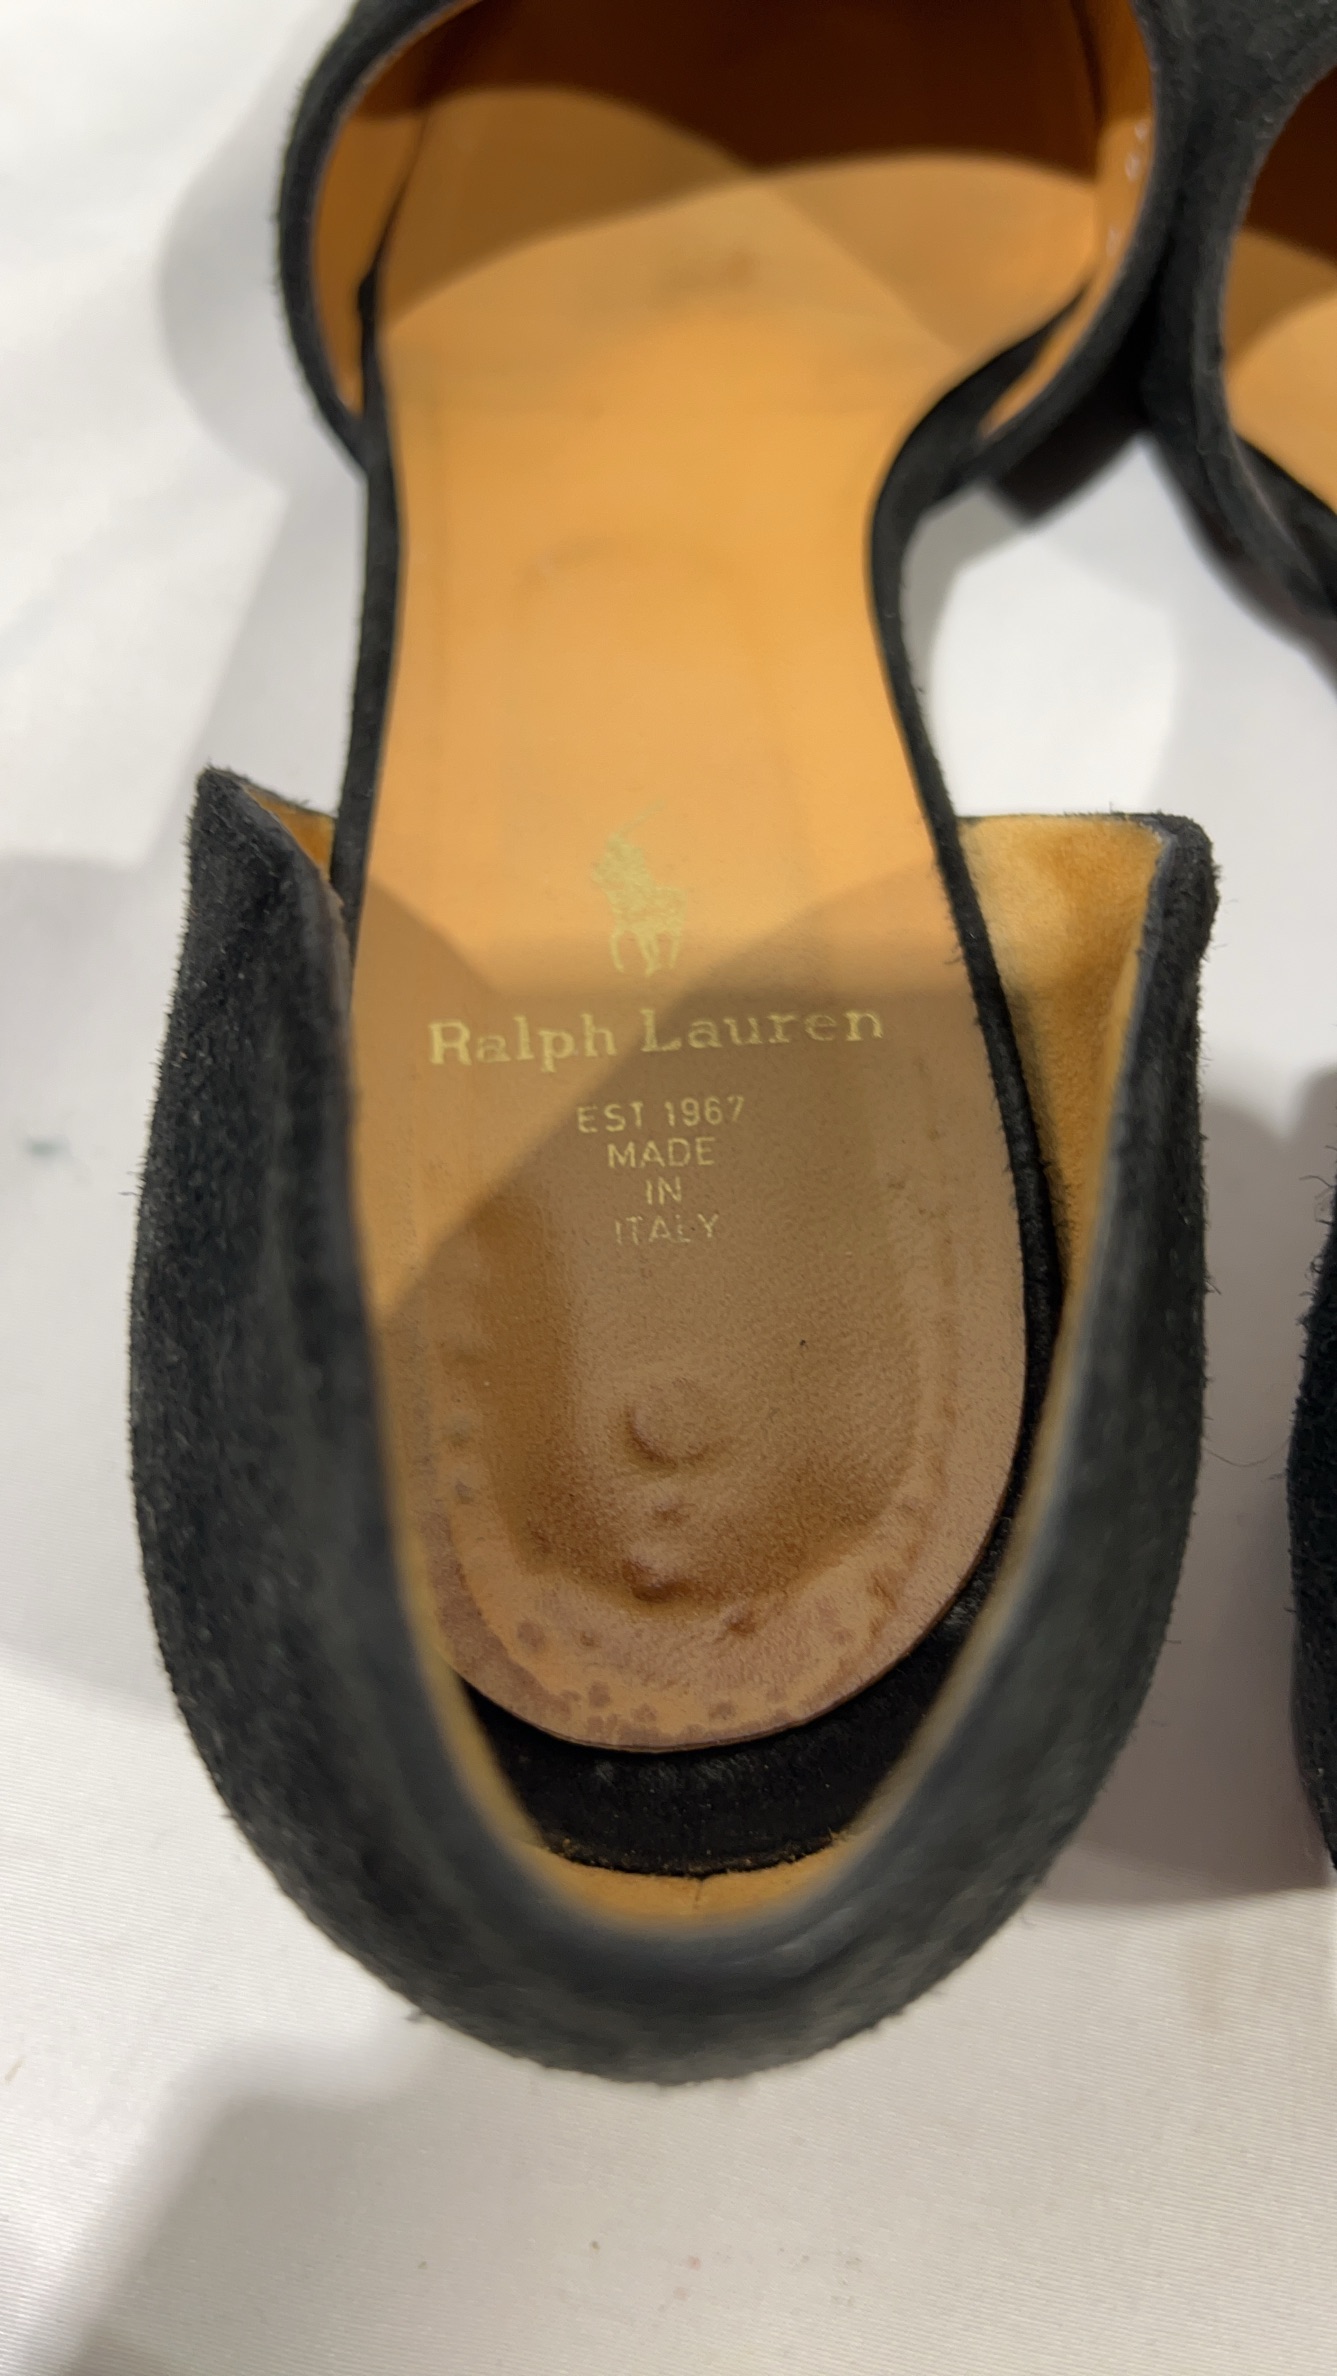 Ralph Lauren
EST 1967
MADE
IN
ITALY